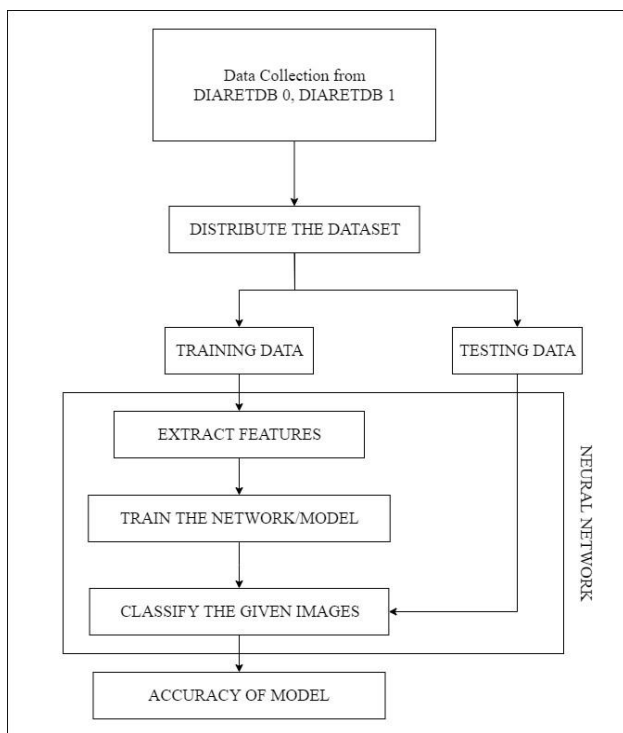 Data Collection from
DIARETDB 0, DIARETDB 1
DISTRIBUTE THE DATASET
TRAINING DATA
TESTING DATA
EXTRACT FEATURES
TRAIN THE NETWORK/MODEL
CLASSIFY THE GIVEN IMAGES
NEURAL NETWORK
ACCURACY OF MODEL